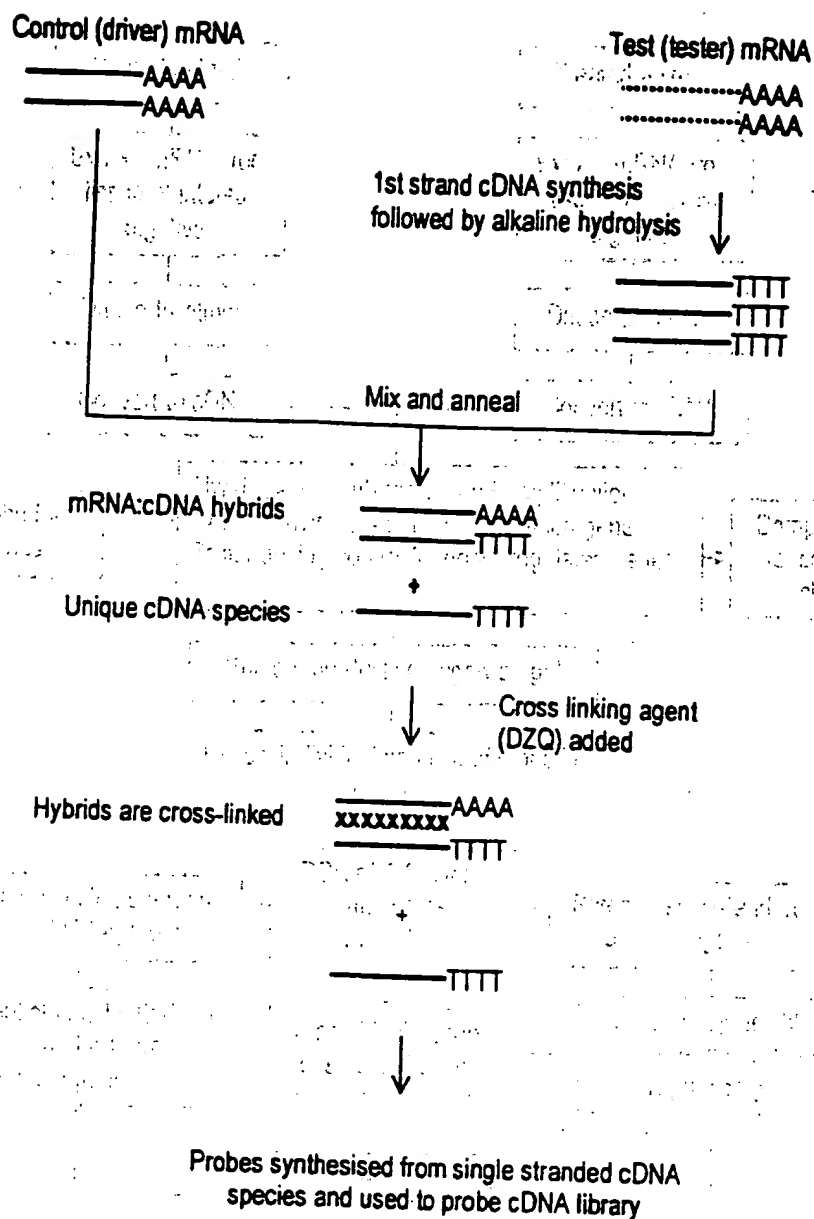 Control (driver) mRNA
AAAA
AAAA
Test (tester) mRNA
AAAA
AAAA
1st strand cDNA synthesis
followed by alkaline hydrolysis
TTTT
TTTT
TTTT
Mix and anneal
mRNA:cDNA hybrids
AAAA
TTTT
+
Unique cDNA species
TTTT
Cross linking agent
(DZQ) added
Hybrids are cross-linked
AAAA
xxxxxxxxx
TTTT
+
TTTT
Probes synthesised from single stranded cDNA
species and used to probe cDNA library